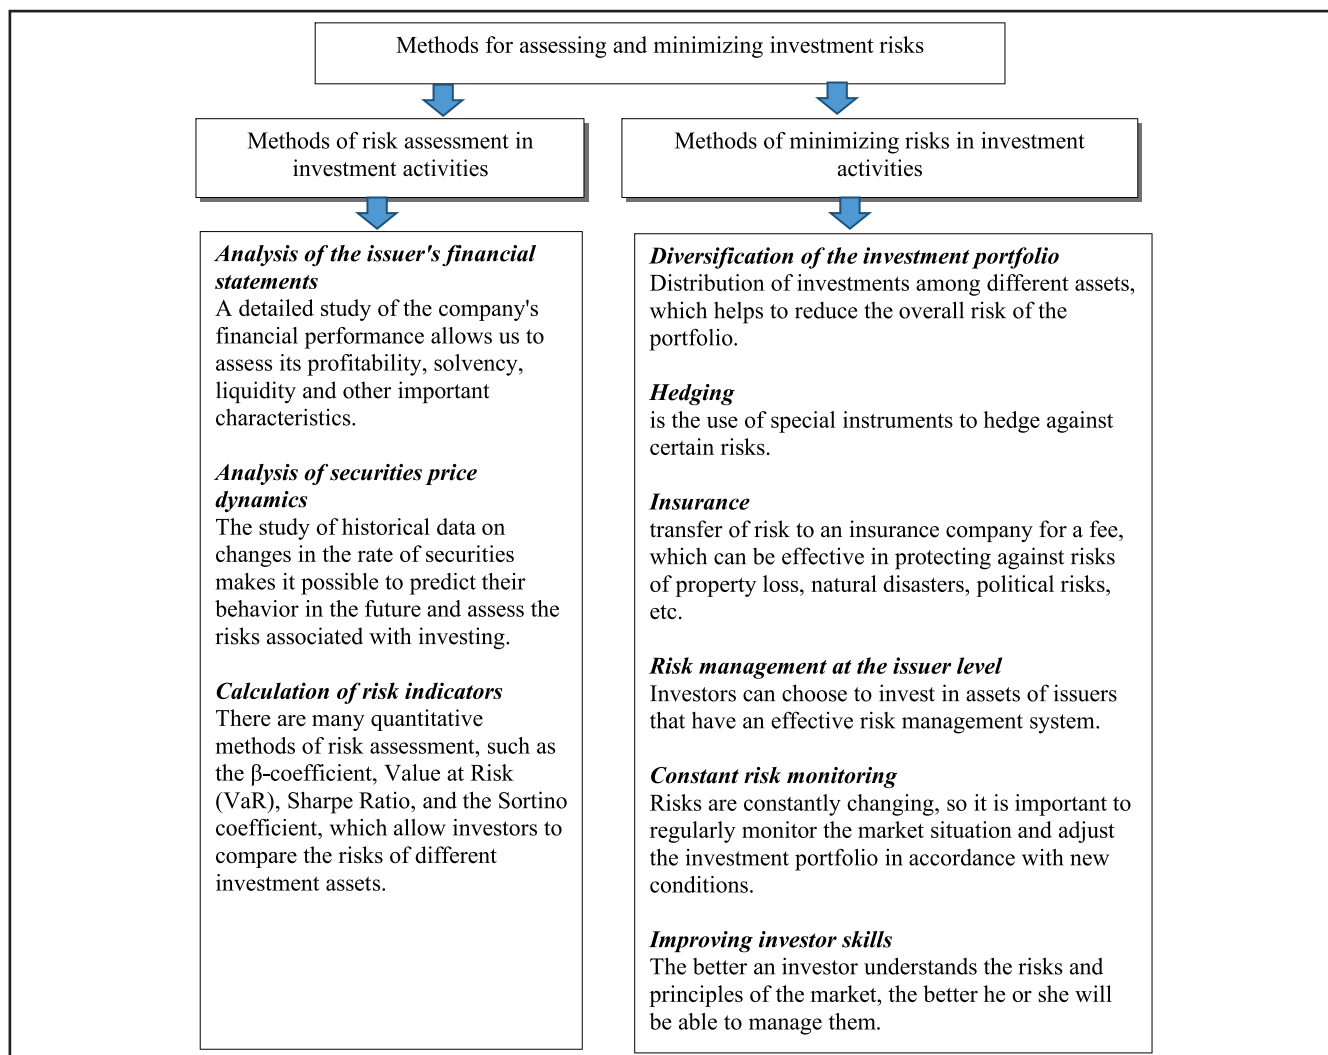 Methods for assessing and minimizing investment risks
Methods of risk assessment in
investment activities
Analysis of the issuer's financial
statements
A detailed study of the company's
financial performance allows us to
assess its profitability, solvency,
liquidity and other important
characteristics.
Analysis of securities price
dynamics
The study of historical data on
changes in the rate of securities
makes it possible to predict their
behavior in the future and assess the
risks associated with investing.
Calculation of risk indicators
There are many quantitative
methods of risk assessment, such as
the β-coefficient, Value at Risk
(VaR), Sharpe Ratio, and the Sortino
coefficient, which allow investors to
compare the risks of different
investment assets.
Methods of minimizing risks in investment
activities
Diversification of the investment portfolio
Distribution of investments among different assets,
which helps to reduce the overall risk of the
portfolio.
Hedging
is the use of special instruments to hedge against
certain risks.
Insurance
transfer of risk to an insurance company for a fee,
which can be effective in protecting against risks
of property loss, natural disasters, political risks,
etc.
Risk management at the issuer level
Investors can choose to invest in assets of issuers
that have an effective risk management system.
Constant risk monitoring
Risks are constantly changing, so it is important to
regularly monitor the market situation and adjust
the investment portfolio in accordance with new
conditions.
Improving investor skills
The better an investor understands the risks and
principles of the market, the better he or she will
be able to manage them.